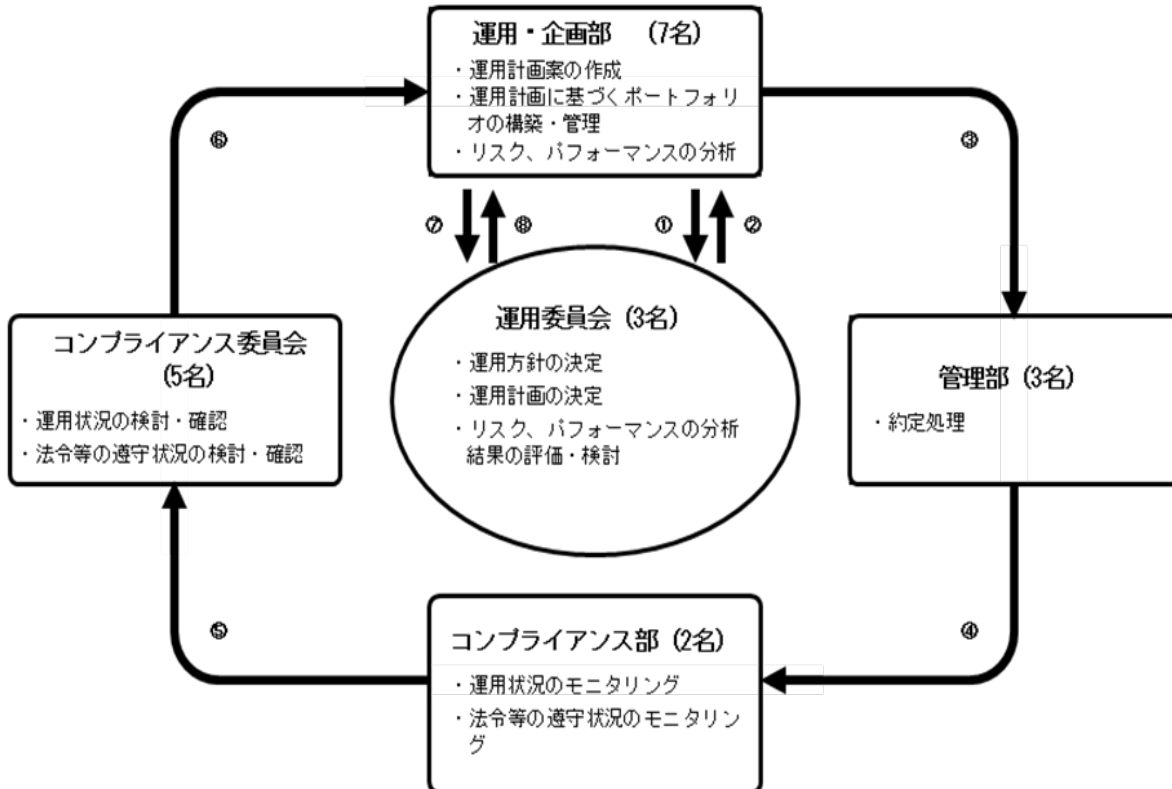 運用・企画部 (7名)
・運用計画案の作成
・運用計画に基づくポートフォリ
オの構築・管理
・リスク、パフォーマンスの分析
⑥
③
⑦
⑧
①
②
運用委員会 (3名)
・運用方針の決定
・運用計画の決定
・リスク、パフォーマンスの分析
結果の評価・検討
コンプライアンス委員会
(5名)
・運用状況の検討・確認
・法令等の遵守状況の検討・確認
管理部 (3名)
・約定処理
⑤
④
コンプライアンス部 (2名)
・運用状況のモニタリング
・法令等の遵守状況のモニタリン
グ